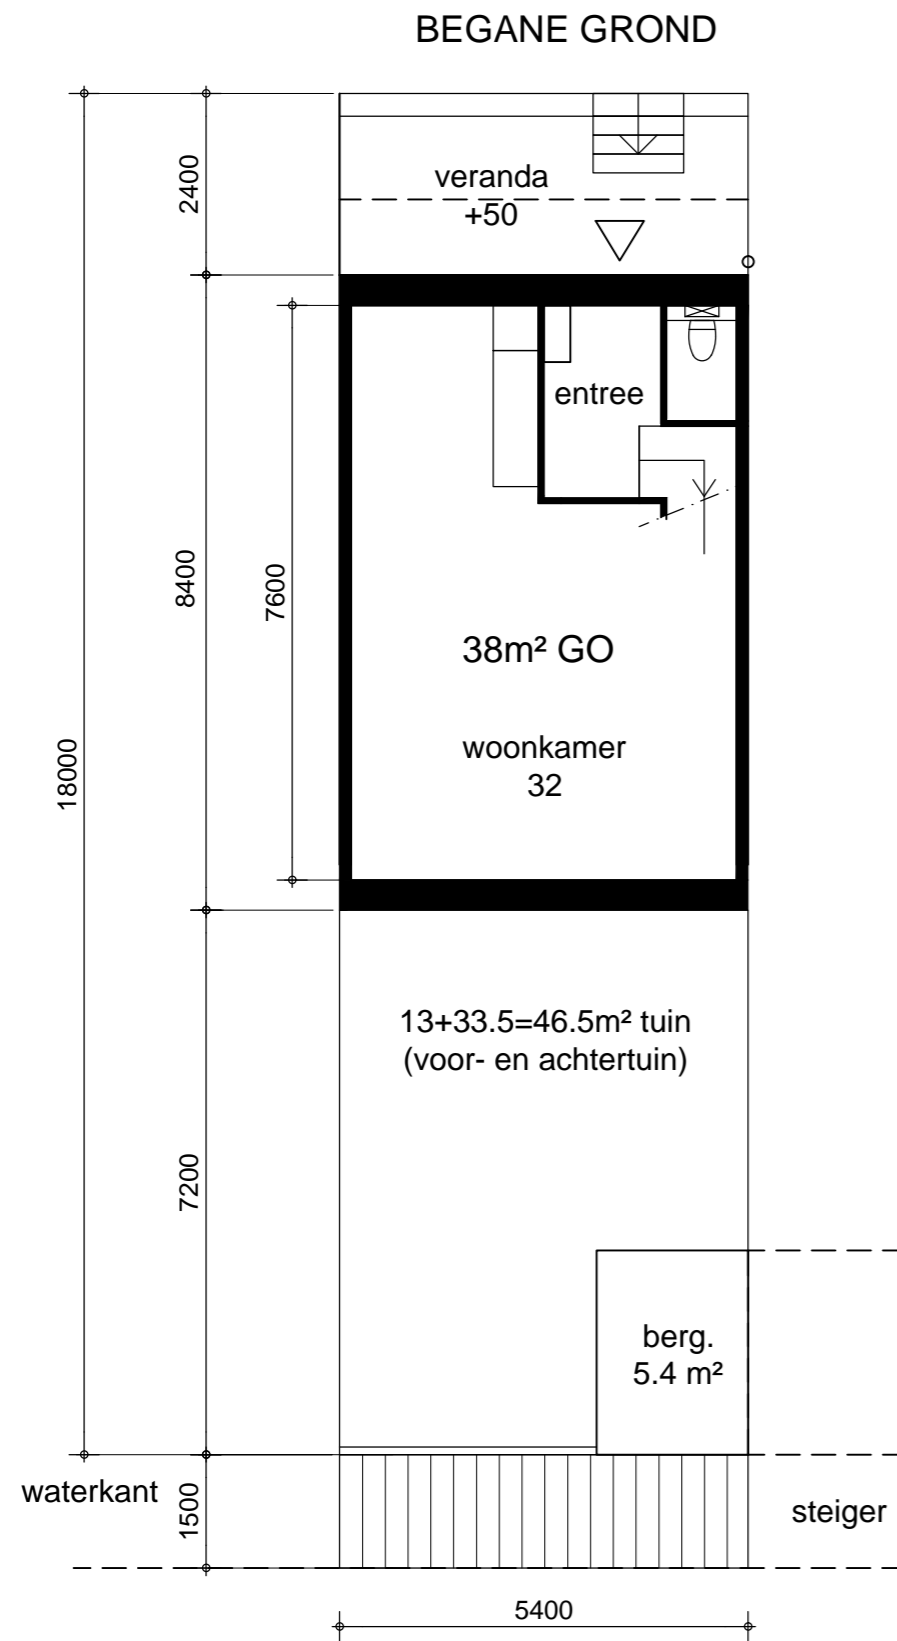 BEGANE GROND
2400
veranda
+50
entree
8400
7600
38m² GO
18000
woonkamer
32
13+33.5=46.5m² tuin
(voor- en achtertuin)
7200
berg.
5.4 m²
waterkant
1500
steiger
5400